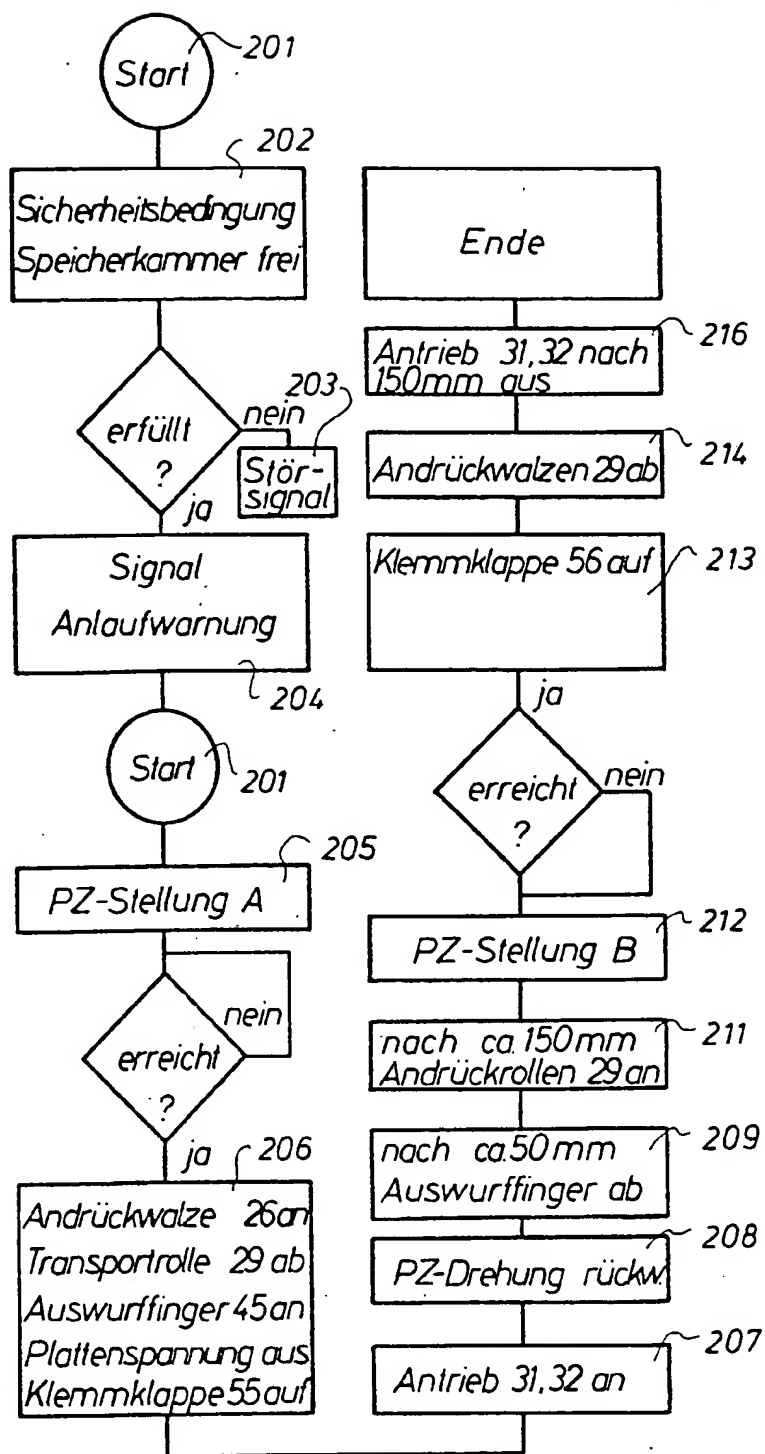 Start
201
202
Sicherheitsbedingung
Speicherkammer frei
erfüllt
?
nein
203
Stör-
signal
ja
Signal
Anlaufwarnung
204
Start
201
205
PZ-Stellung A
nein
erreicht
?
ja
206
Andrückwalze 26 an
Transportrolle 29 ab
Auswurffinger 45 an
Plattenspannung aus
Klemmklappe 55 auf
Ende
216
Antrieb 31, 32 nach
150mm aus
214
Andrückwalzen 29 ab
Klemmklappe 56 auf
213
ja
nein
erreicht
?
212
PZ-Stellung B
211
nach ca. 150mm
Andrückrollen 29 an
209
nach ca. 50 mm
Auswurffinger ab
208
PZ-Drehung rückw.
207
Antrieb 31, 32 an